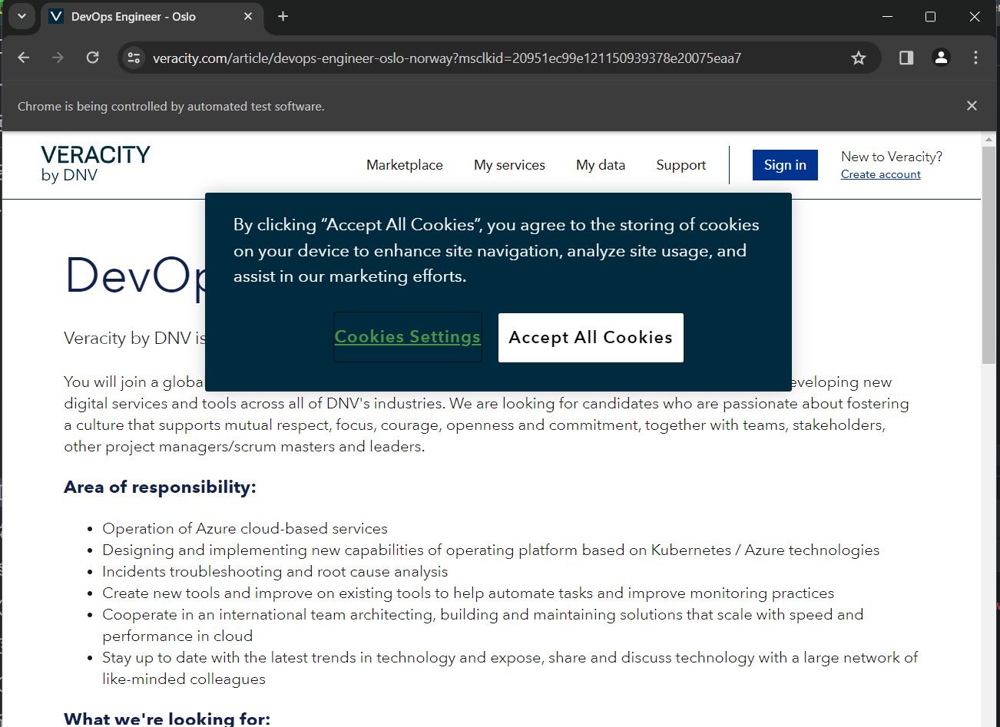 DevOps Engineer - Oslo
veracity.com/article/devops-engineer-oslo-norway?msclkid=20951ec99e121150939378e20075eaa7
Chrome is being controlled by automated test software.
VERACITY
by DNV
Marketplace My services My data Support Sign in
New to Veracity?
Create account
By clicking “Accept All Cookies”, you agree to the storing of cookies
on your device to enhance site navigation, analyze site usage, and
assist in our marketing efforts.
Cookies Settings Accept All Cookies
DevOp
Veracity by DNV is
You will join a globa eveloping new
digital services and tools across all of DNV's industries. We are looking for candidates who are passionate about fostering
a culture that supports mutual respect, focus, courage, openness and commitment, together with teams, stakeholders,
other project managers/scrum masters and leaders.
Area of responsibility:
• Operation of Azure cloud-based services
• Designing and implementing new capabilities of operating platform based on Kubernetes / Azure technologies
• Incidents troubleshooting and root cause analysis
• Create new tools and improve on existing tools to help automate tasks and improve monitoring practices
• Cooperate in an international team architecting, building and maintaining solutions that scale with speed and
performance in cloud
• Stay up to date with the latest trends in technology and expose, share and discuss technology with a large network of
like-minded colleagues
What we're looking for: